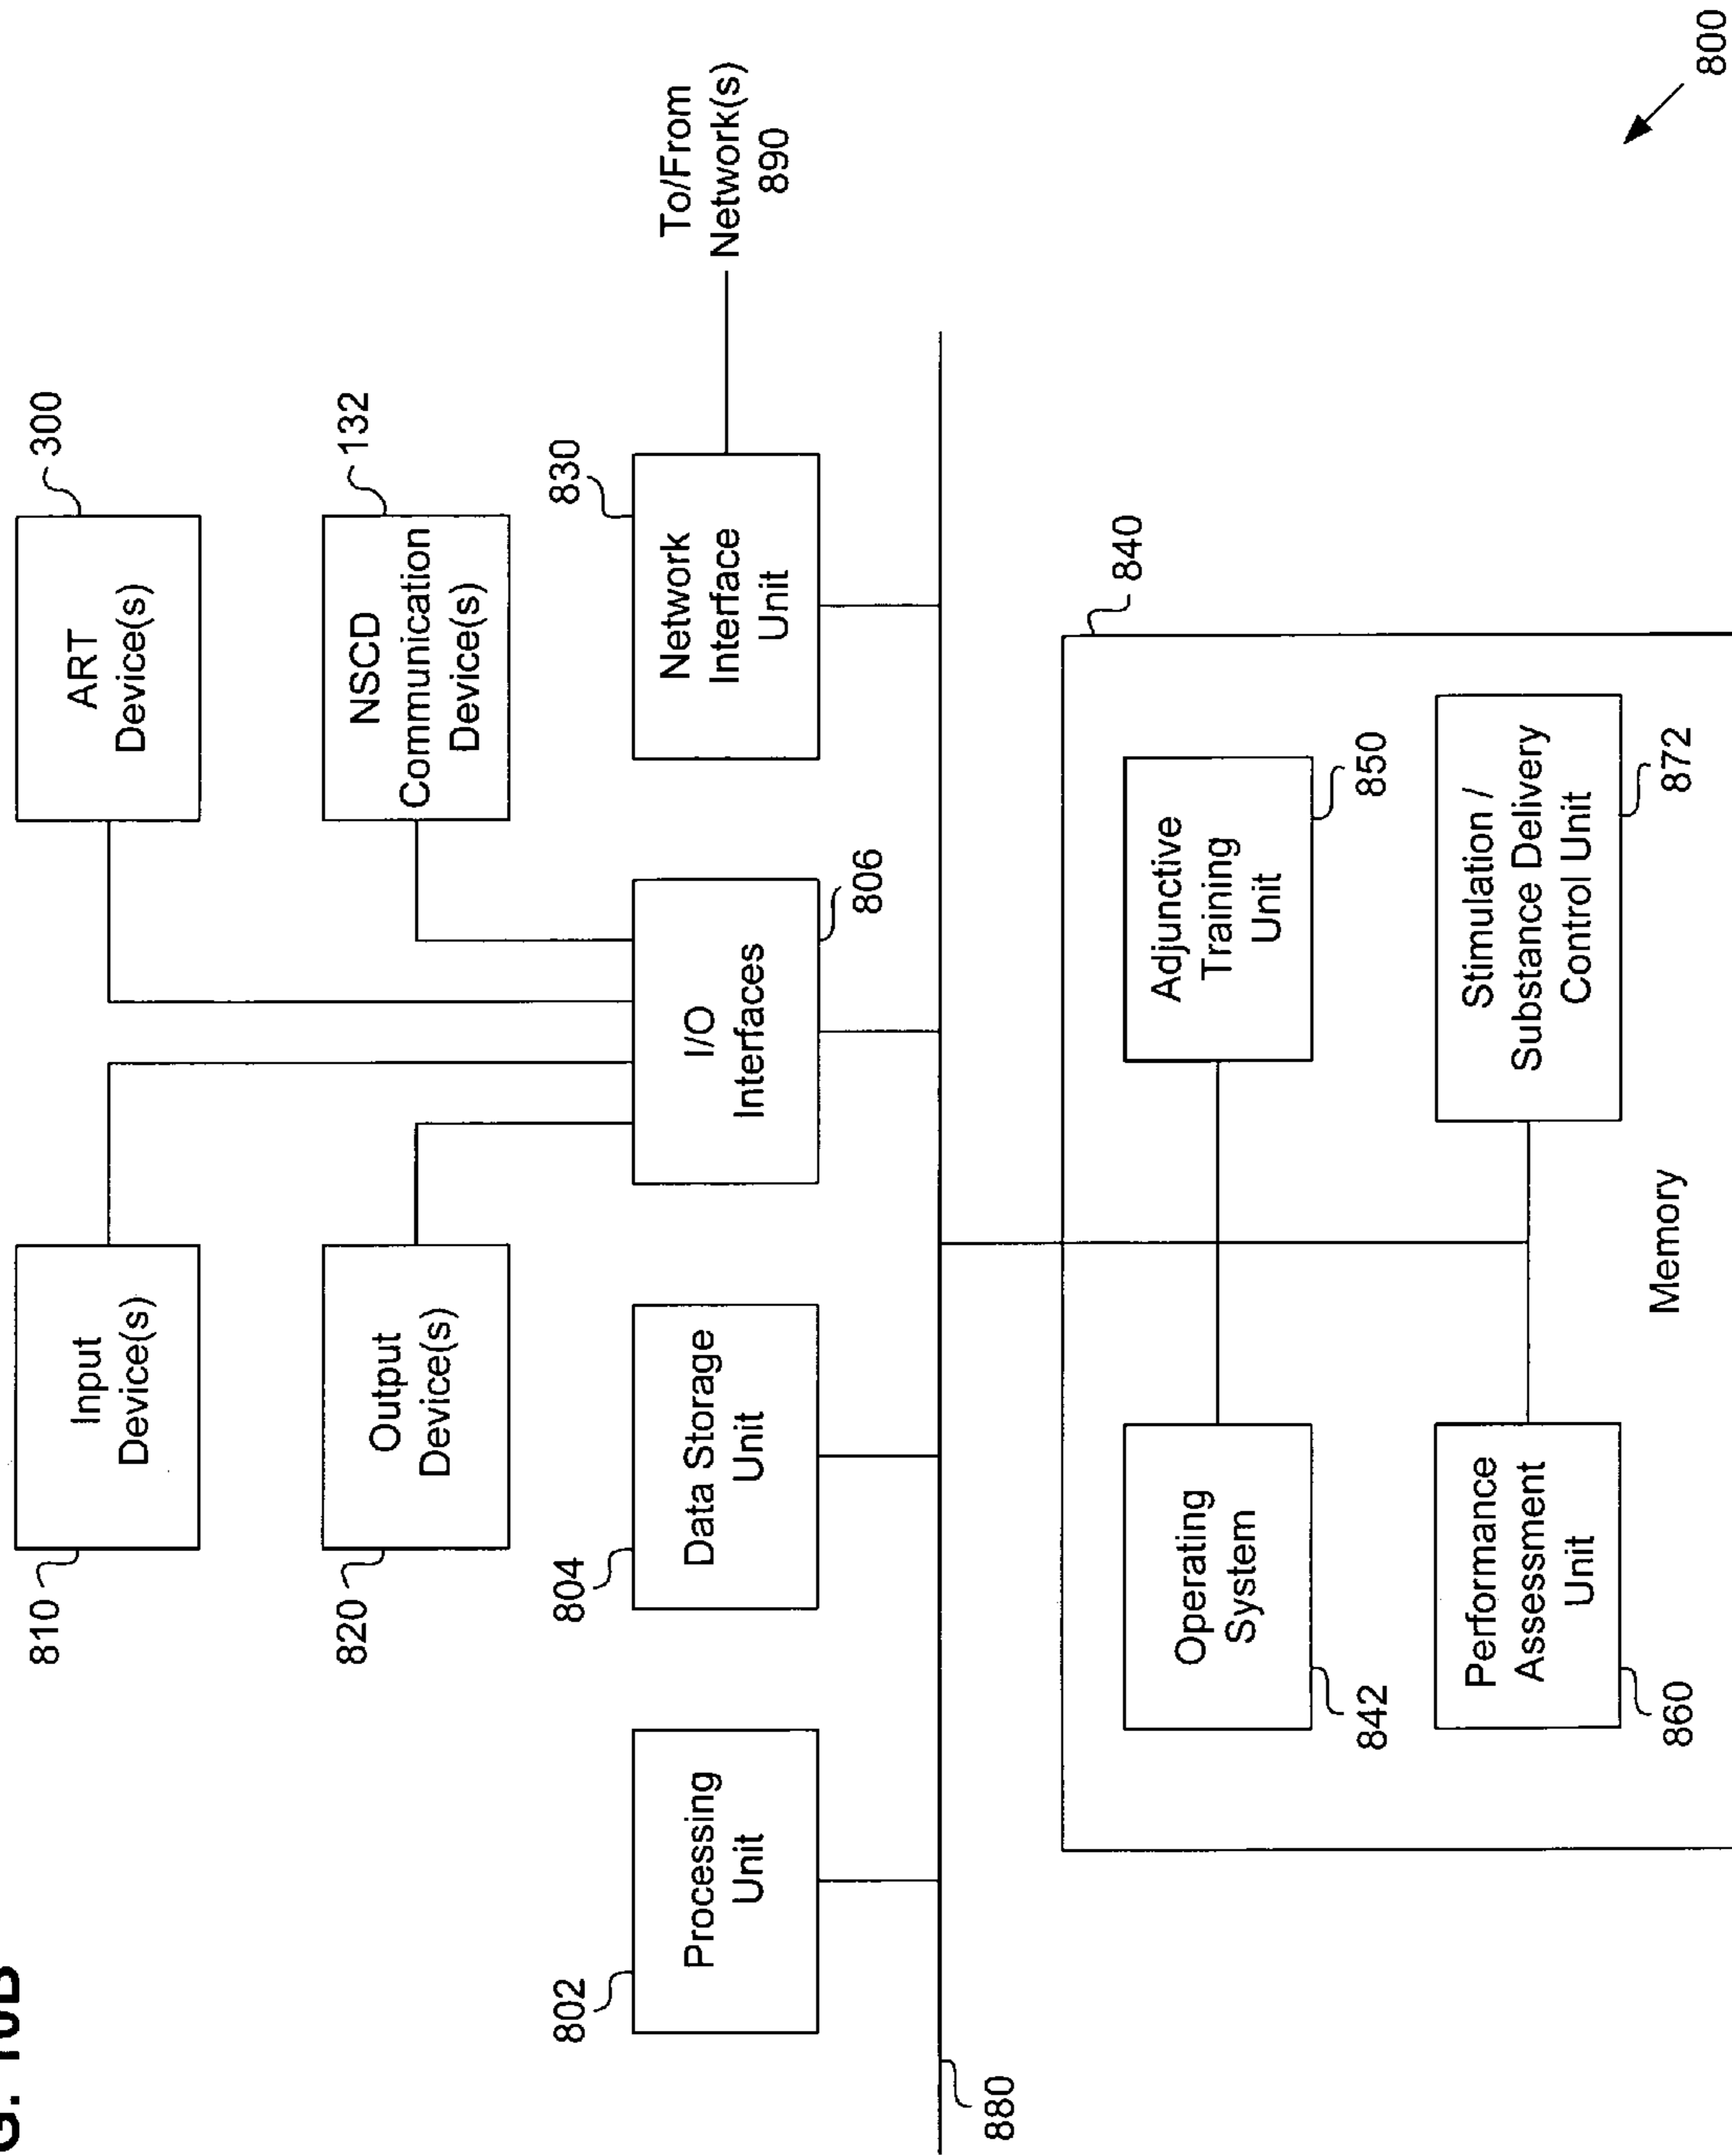 G. 10B
810
Input
Device(s)
ART
Device(s)
300
820
Output
Device(s)
NSCD
Communication
Device(s)
132
802
Processing
Unit
804
Data Storage
Unit
I/O
Interfaces
806
830
Network
Interface
Unit
To/From
Network(s)
890
880
840
Operating
System
842
Adjunctive
Training
Unit
850
Performance
Assessment
Unit
860
Stimulation /
Substance Delivery
Control Unit
872
Memory
800